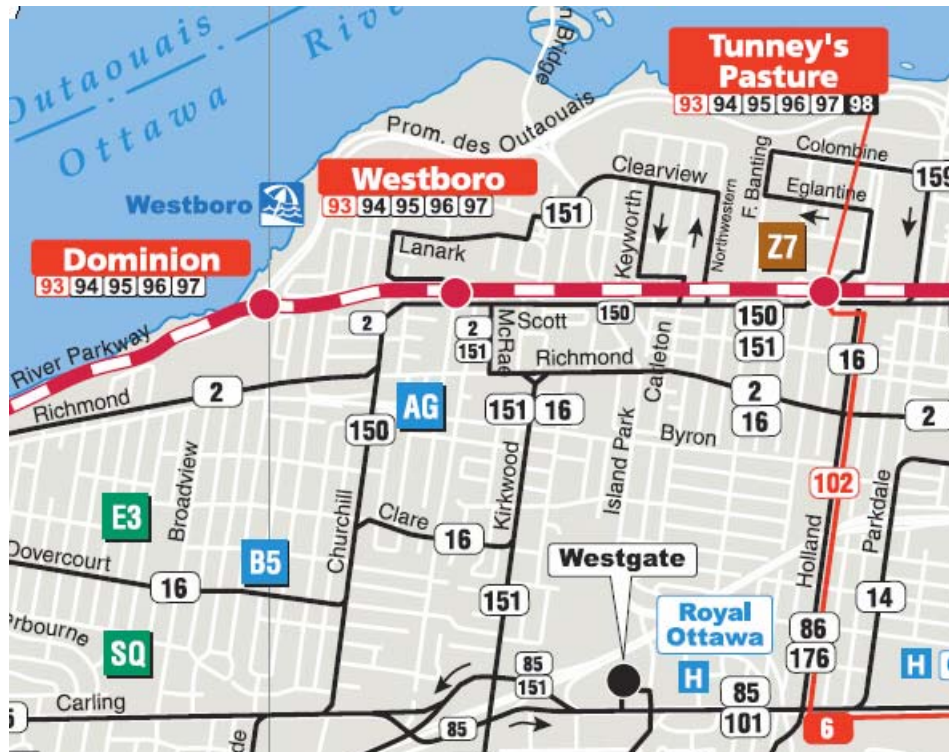 Outaouais
Ottawa
River
Prom. des Outaouais
Bridge
Tunney's
Pasture
93 94 95 96 97 98
Colombine
Eglantine
F. Banting
159
Clearview
151
Keyworth
Northwestern
Z7
Westboro
93 94 95 96 97
Westboro
Lanark
Dominion
93 94 95 96 97
River Parkway
Richmond
2
2
2
151
McRae
Scott
150
150
151
16
Richmond
Carleton
2
16
2
AG
150
151
16
Island Park
Byron
102
Parkdale
Holland
Broadview
E3
Churchill
Clare
16
Kirkwood
Dovercourt
16
B5
Westgate
151
14
SQ
Royal
Ottawa
H
H
86
176
85
151
85
Carling
85
101
6